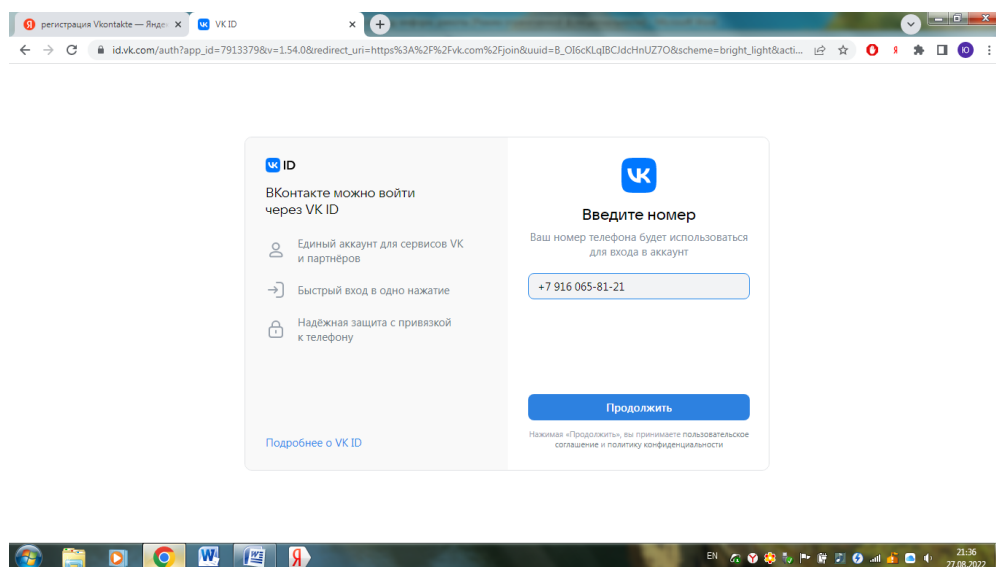 регистрация Vkontakte — Яндекс
VK ID
id.vk.com/auth?app_id=7913379&v=1.54.0&redirect_uri=https%3A%2F%2Fvk.com%2Fjoin&uuid=B_OI6cKLqIBCJdcHnUZ7O&scheme=bright_light&acti...
Я
Ю
VK ID
ВКонтакте можно войти
через VK ID
Единый аккаунт для сервисов VK
и партнёров
Быстрый вход в одно нажатие
Надёжная защита с привязкой
к телефону
Подробнее о VK ID
VK
Введите номер
Ваш номер телефона будет использоваться
для входа в аккаунт
+7 916 065-81-21
Продолжить
Нажимая «Продолжить», вы принимаете пользовательское
соглашение и политику конфиденциальности
EN
21:36
27.08.2022